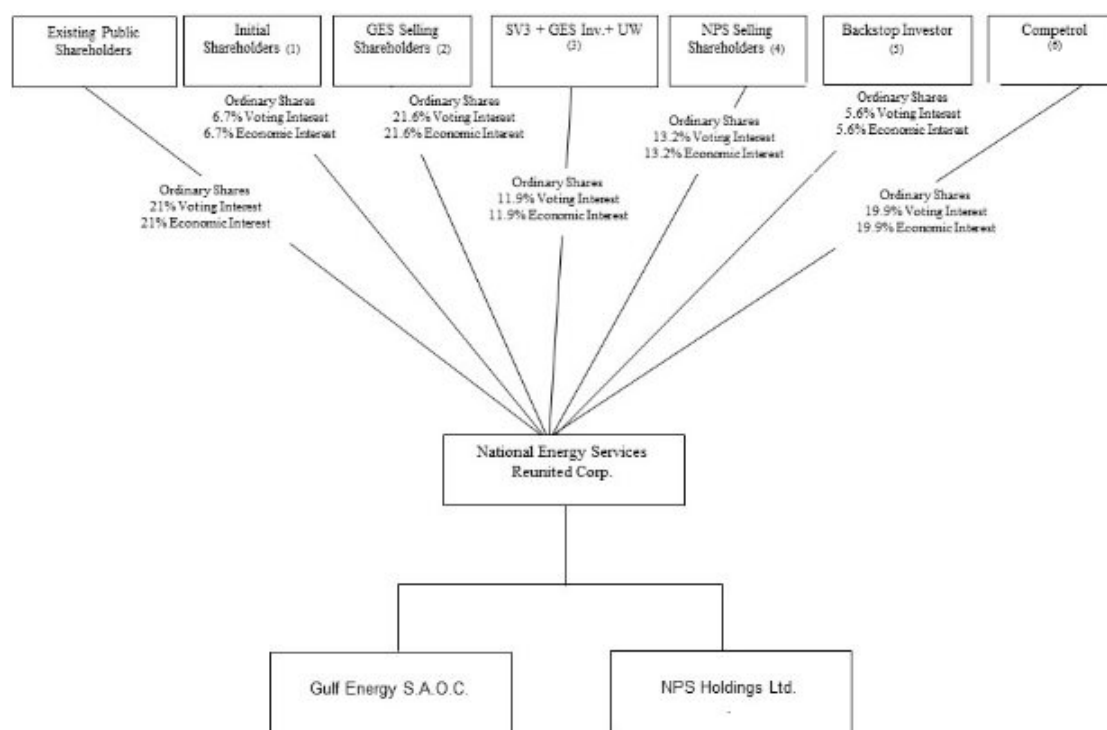 Existing Public
Shareholders
Initial
Shareholders (1)
GES Selling
Shareholders (2)
SV3 + GES Inv.+ UW
(3)
NPS Selling
Shareholders (4)
Backstop Investor
(5)
Competrol
(6)
Ordinary Shares
21% Voting Interest
21% Economic Interest
Ordinary Shares
6.7% Voting Interest
6.7% Economic Interest
Ordinary Shares
21.6% Voting Interest
21.6% Economic Interest
Ordinary Shares
11.9% Voting Interest
11.9% Economic Interest
Ordinary Shares
13.2% Voting Interest
13.2% Economic Interest
Ordinary Shares
5.6% Voting Interest
5.6% Economic Interest
Ordinary Shares
19.9% Voting Interest
19.9% Economic Interest
National Energy Services
Reunited Corp.
Gulf Energy S.A.O.C.
NPS Holdings Ltd.